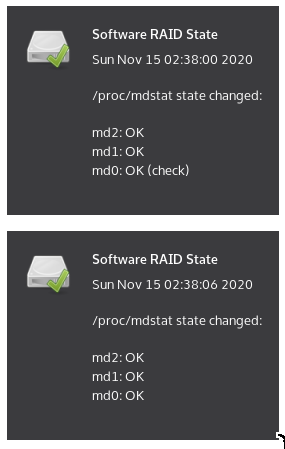 Software RAID State
Sun Nov 15 02:38:00 2020
/proc/mdstat state changed:
md2: OK
md1: OK
md0: OK (check)
Software RAID State
Sun Nov 15 02:38:06 2020
/proc/mdstat state changed:
md2: OK
md1: OK
md0: OK